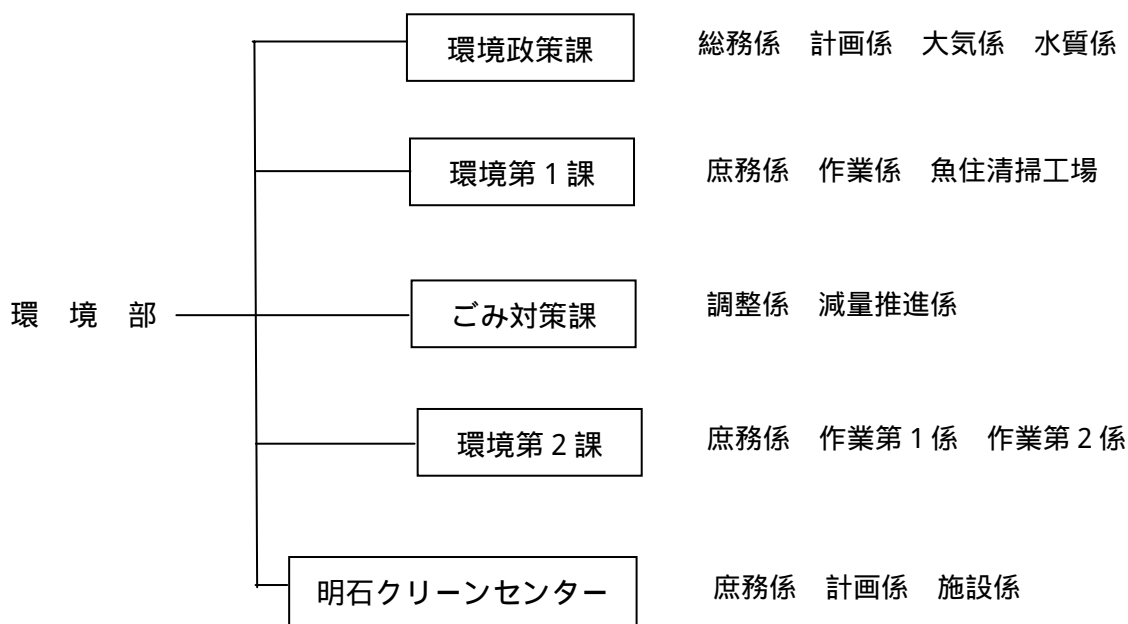 環境政策課　総務係　計画係　大気係　水質係
環境第１課　庶務係　作業係　魚住清掃工場
環　境　部　ごみ対策課　調整係　減量推進係
環境第２課　庶務係　作業第１係　作業第２係
明石クリーンセンター　庶務係　計画係　施設係